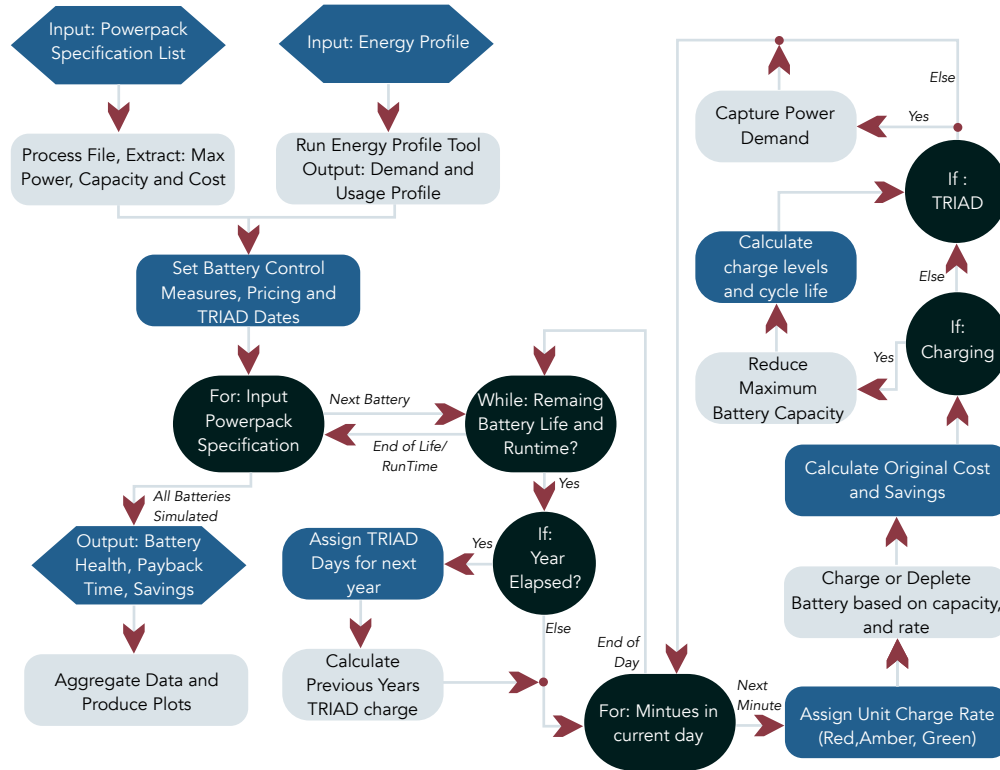 Input: Powerpack
Specification List
Input: Energy Profile
Process File, Extract: Max
Power, Capacity and Cost
Run Energy Profile Tool
Output: Demand and
Usage Profile
Set Battery Control
Measures, Pricing and
TRIAD Dates
For: Input
Powerpack
Specification
Next Battery
End of Life/
RunTime
While: Remaing
Battery Life and
Runtime?
All Batteries
Simulated
Output: Battery
Health, Payback
Time, Savings
Aggregate Data and
Produce Plots
Yes
If:
Year
Elapsed?
Yes
Assign TRIAD
Days for next
year
Calculate
Previous Years
TRIAD charge
Else
End of
Day
For: Mintues in
current day
Next
Minute
Assign Unit Charge Rate
(Red,Amber, Green)
Charge or Deplete
Battery based on capacity,
and rate
Calculate Original Cost
and Savings
If:
Charging
Yes
Reduce
Maximum
Battery Capacity
Calculate
charge levels
and cycle life
Else
If :
TRIAD
Yes
Capture Power
Demand
Else